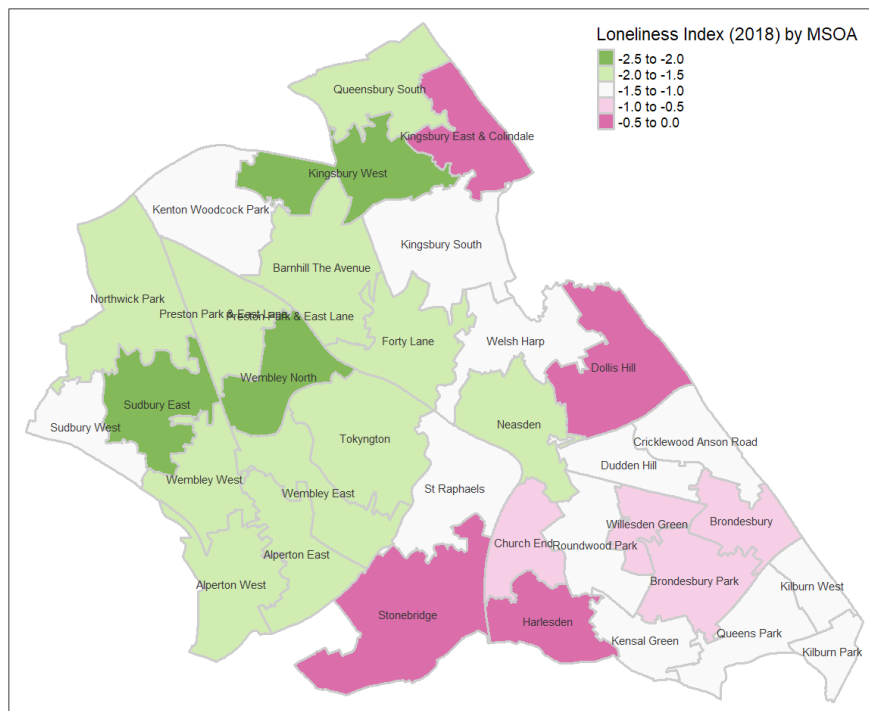 Loneliness Index (2018) by MSOA
-2.5 to -2.0
-2.0 to -1.5
-1.5 to -1.0
-1.0 to -0.5
-0.5 to 0.0
Queensbury South
Kingsbury East & Colindale
Kingsbury West
Kenton Woodcock Park
Kingsbury South
Barnhill The Avenue
Northwick Park
Preston Park & East Lane
Preston Park & East Lane
Forty Lane
Welsh Harp
Dollis Hill
Wembley North
Sudbury East
Sudbury West
Neasden
Tokyngton
Cricklewood Anson Road
Dudden Hill
Wembley West
Wembley East
St Raphaels
Willesden Green
Brondesbury
Church End
Roundwood Park
Alperton East
Alperton West
Brondesbury Park
Kilburn West
Stonebridge
Harlesden
Kensal Green
Queens Park
Kilburn Park